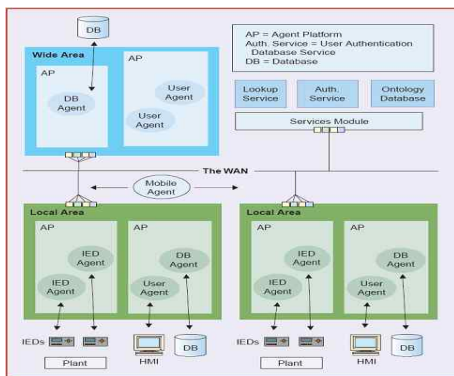 DB
Wide Area
AP
DB
Agent
AP
User
Agent
User
Agent
AP = Agent Platform
Auth. Service = User Authentication
Database Service
DB = Database
Lookup
Service
Auth.
Service
Ontology
Database
Services Module
The WAN
Mobile
Agent
Local Area
AP
IED
Agent
IED
Agent
AP
DB
Agent
User
Agent
IEDs
Plant
HMI
DB
Local Area
AP
IED
Agent
IED
Agent
AP
DB
Agent
User
Agent
IEDs
Plant
HMI
DB